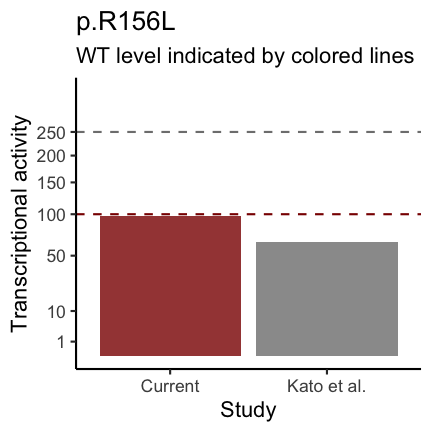 p.R156L
WT level indicated by colored lines
Transcriptional activity
250
200
150
100
50
10
1
Current
Kato et al.
Study